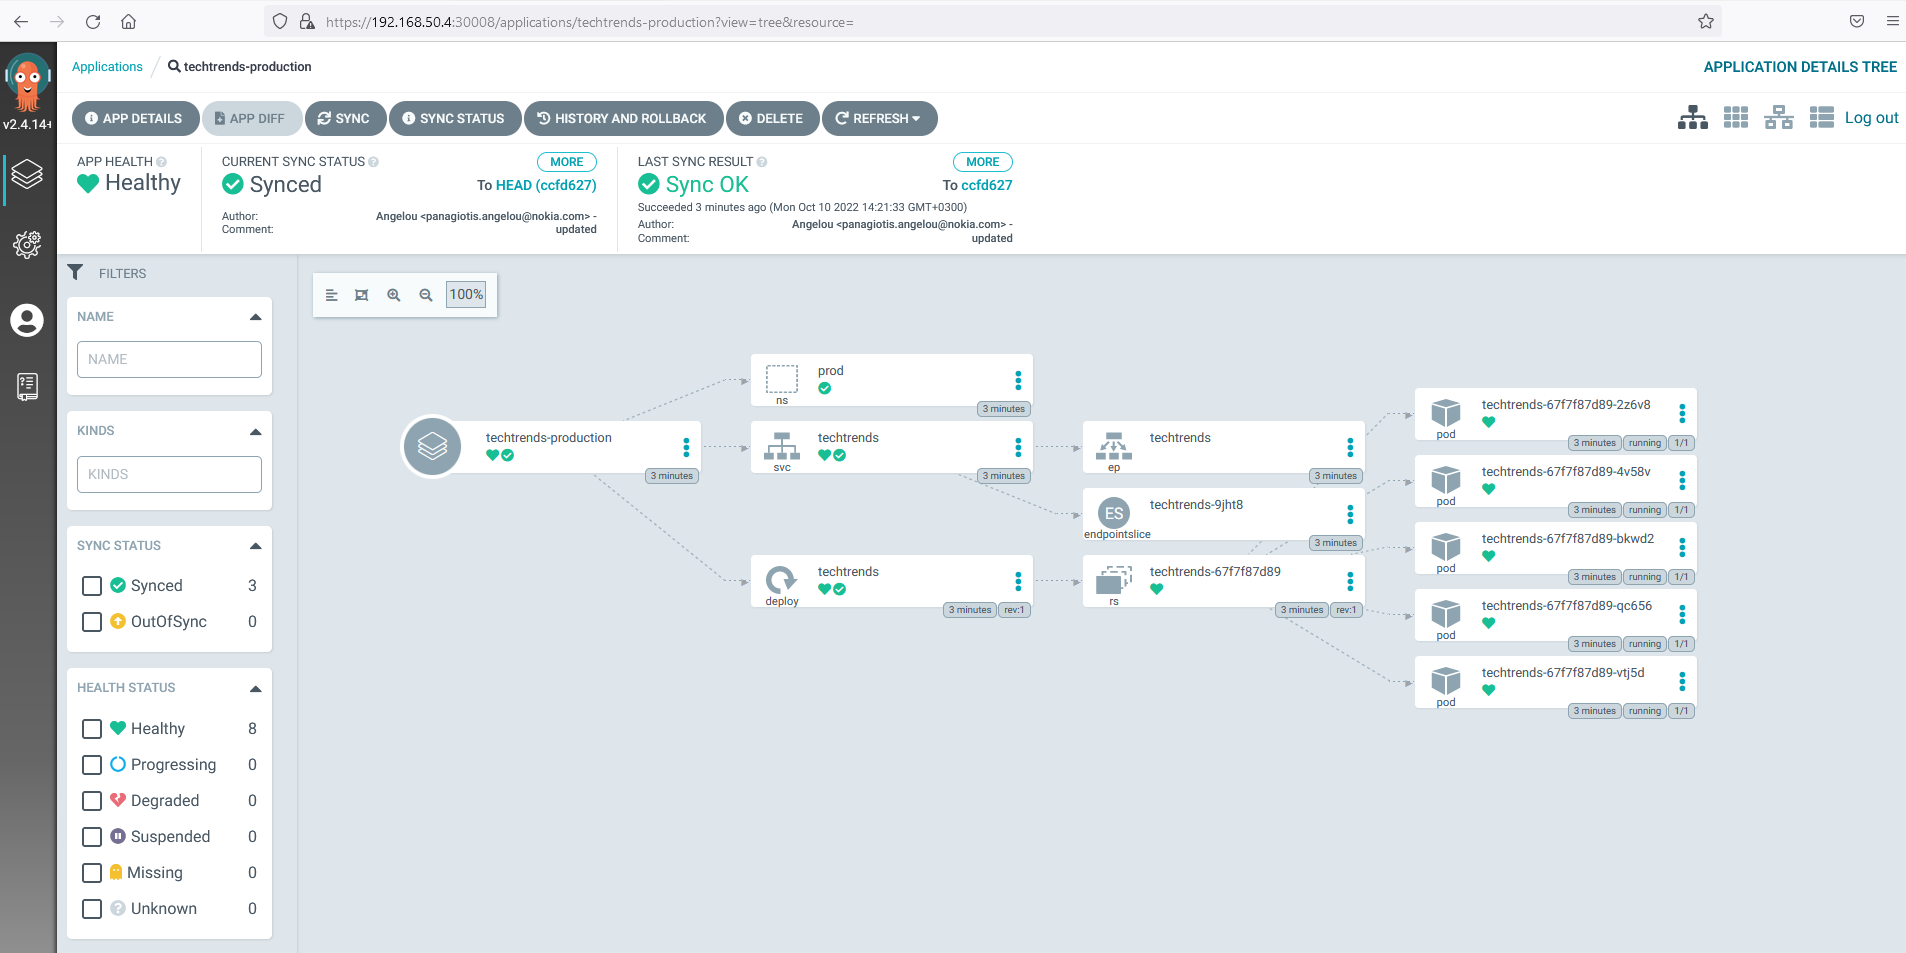 https://192.168.50.4:30008/applications/techtrends-production?view=tree&resource=
v2.4.14+
Applications
techtrends-production
APPLICATION DETAILS TREE
APP DETAILS
APP DIFF
SYNC
SYNC STATUS
HISTORY AND ROLLBACK
DELETE
REFRESH
Log out
APP HEALTH
Healthy
CURRENT SYNC STATUS
MORE
Synced
To HEAD (ccfd627)
Author: Angelou <panagiotis.angelou@nokia.com> -
Comment: updated
LAST SYNC RESULT
MORE
Sync OK
To ccfd627
Succeeded 3 minutes ago (Mon Oct 10 2022 14:21:33 GMT+0300)
Author: Angelou <panagiotis.angelou@nokia.com> -
Comment: updated
FILTERS
NAME
NAME
KINDS
KINDS
SYNC STATUS
Synced 3
OutOfSync 0
HEALTH STATUS
Healthy 8
Progressing 0
Degraded 0
Suspended 0
Missing 0
Unknown 0
100%
techtrends-production
3 minutes
prod
ns
3 minutes
techtrends
svc
3 minutes
techtrends
deploy
3 minutes rev:1
techtrends
ep
3 minutes
ES
techtrends-9jht8
endpointslice
3 minutes
techtrends-67f7f87d89
rs
3 minutes rev:1
techtrends-67f7f87d89-2z6v8
pod
3 minutes running 1/1
techtrends-67f7f87d89-4v58v
pod
3 minutes running 1/1
techtrends-67f7f87d89-bkwd2
pod
3 minutes running 1/1
techtrends-67f7f87d89-qc656
pod
3 minutes running 1/1
techtrends-67f7f87d89-vtj5d
pod
3 minutes running 1/1